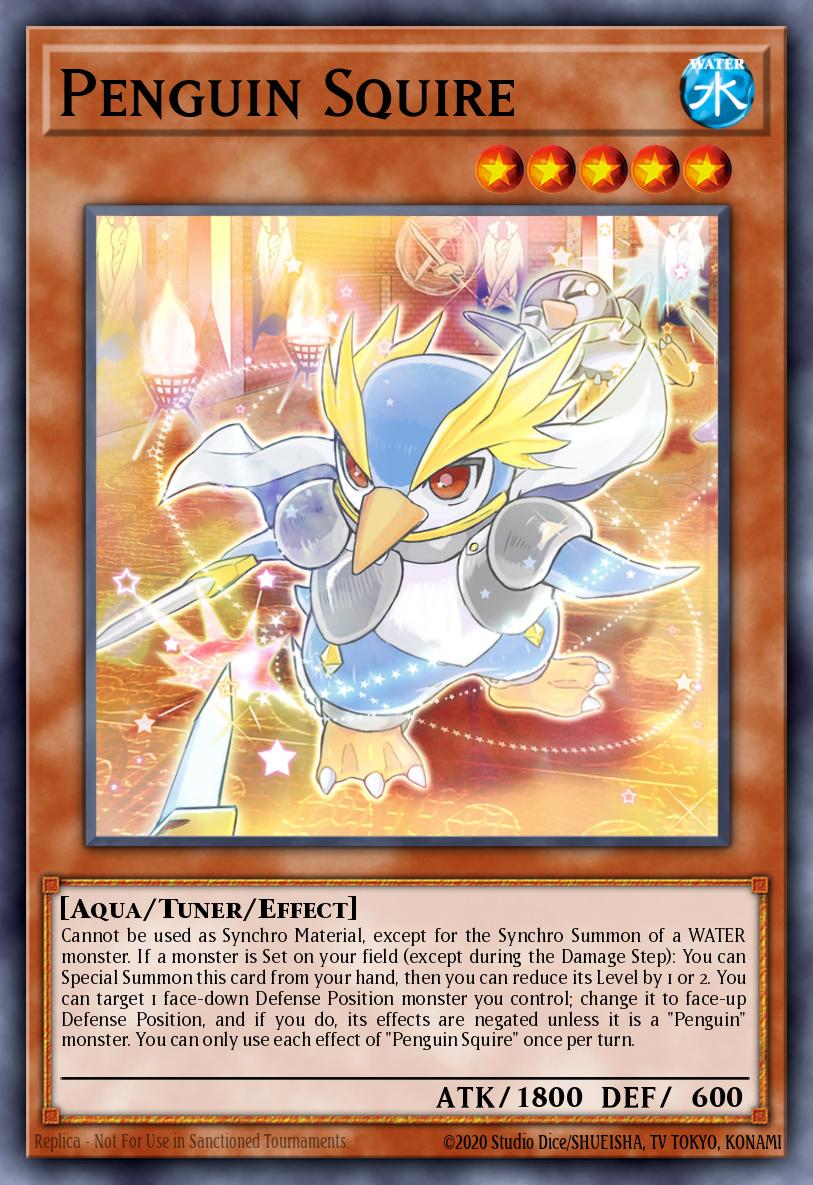 Penguin Squire
WATER
水
[Aqua/Tuner/Effect]
Cannot be used as Synchro Material, except for the Synchro Summon of a WATER
monster. If a monster is Set on your field (except during the Damage Step): You can
Special Summon this card from your hand, then you can reduce its Level by 1 or 2. You
can target 1 face-down Defense Position monster you control; change it to face-up
Defense Position, and if you do, its effects are negated unless it is a "Penguin"
monster. You can only use each effect of "Penguin Squire" once per turn.
ATK/1800 DEF/ 600
Replica - Not For Use in Sanctioned Tournaments.
©2020 Studio Dice/SHUEISHA, TV TOKYO, KONAMI